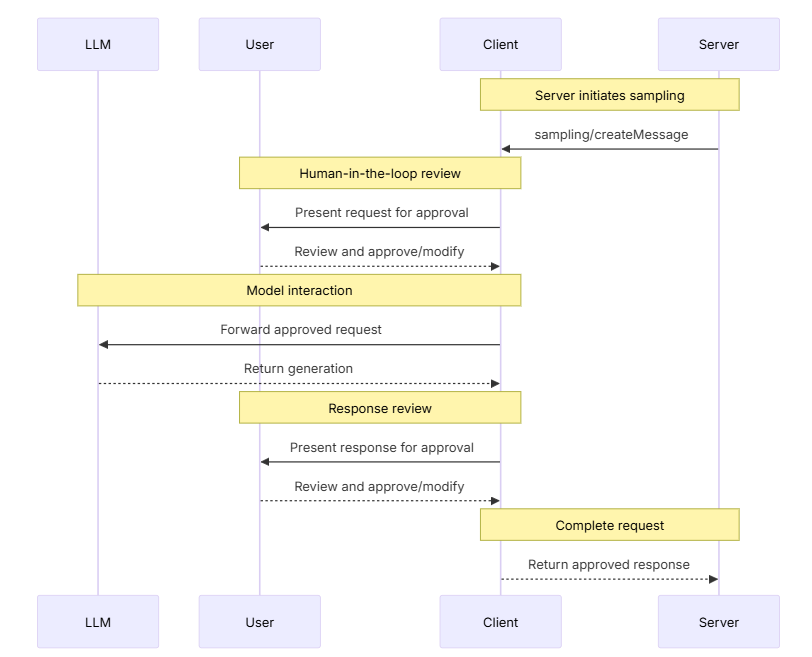 LLM
User
Client
Server
Server initiates sampling
sampling/createMessage
Human-in-the-loop review
Present request for approval
Review and approve/modify
Model interaction
Forward approved request
Return generation
Response review
Present response for approval
Review and approve/modify
Complete request
Return approved response
LLM
User
Client
Server